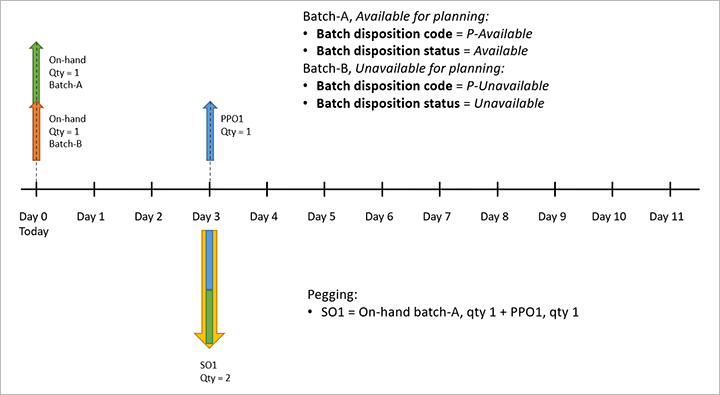 Batch-A, Available for planning:
• Batch disposition code = P-Available
• Batch disposition status = Available
Batch-B, Unavailable for planning:
• Batch disposition code = P-Unavailable
• Batch disposition status = Unavailable
On-hand
Qty = 1
Batch-A
On-hand
Qty = 1
Batch-B
PPO1
Qty = 1
Day 0 Day 1 Day 2 Day 3 Day 4 Day 5 Day 6 Day 7 Day 8 Day 9 Day 10 Day 11
Today
Pegging:
• SO1 = On-hand batch-A, qty 1 + PPO1, qty 1
SO1
Qty = 2